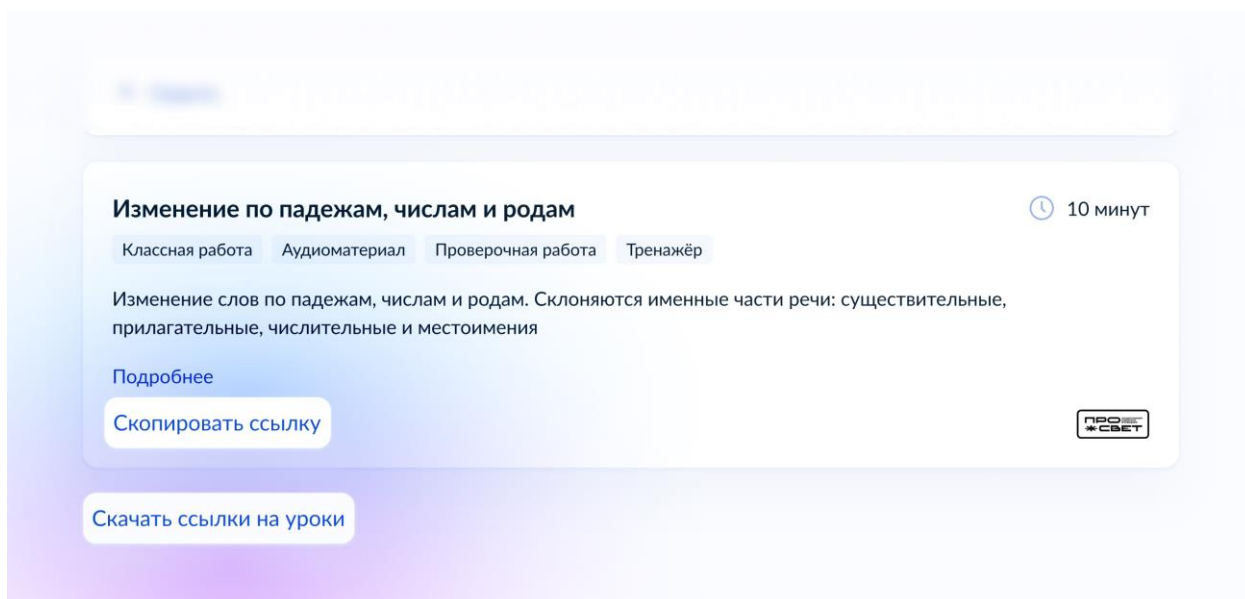 Изменение по падежам, числам и родам
10 минут
Классная работа Аудиоматериал Проверочная работа Тренажёр
Изменение слов по падежам, числам и родам. Склоняются именные части речи: существительные,
прилагательные, числительные и местоимения
Подробнее
Скопировать ссылку
ПРО
СВЕТ
Скачать ссылки на уроки